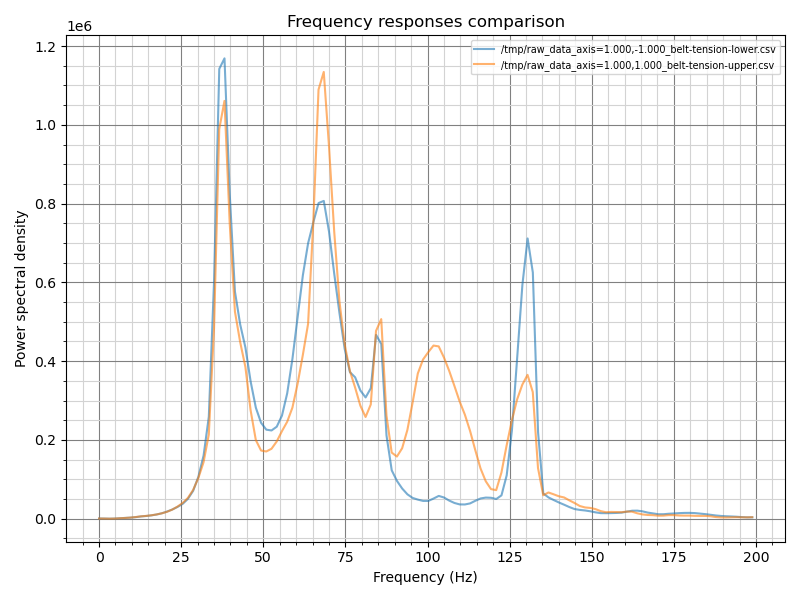 Frequency responses comparison
1e6
/tmp/raw_data_axis=1.000,-1.000_belt-tension-lower.csv
/tmp/raw_data_axis=1.000,1.000_belt-tension-upper.csv
1.2
1.0
0.8
0.6
0.4
0.2
0.0
Power spectral density
0 25 50 75 100 125 150 175 200
Frequency (Hz)